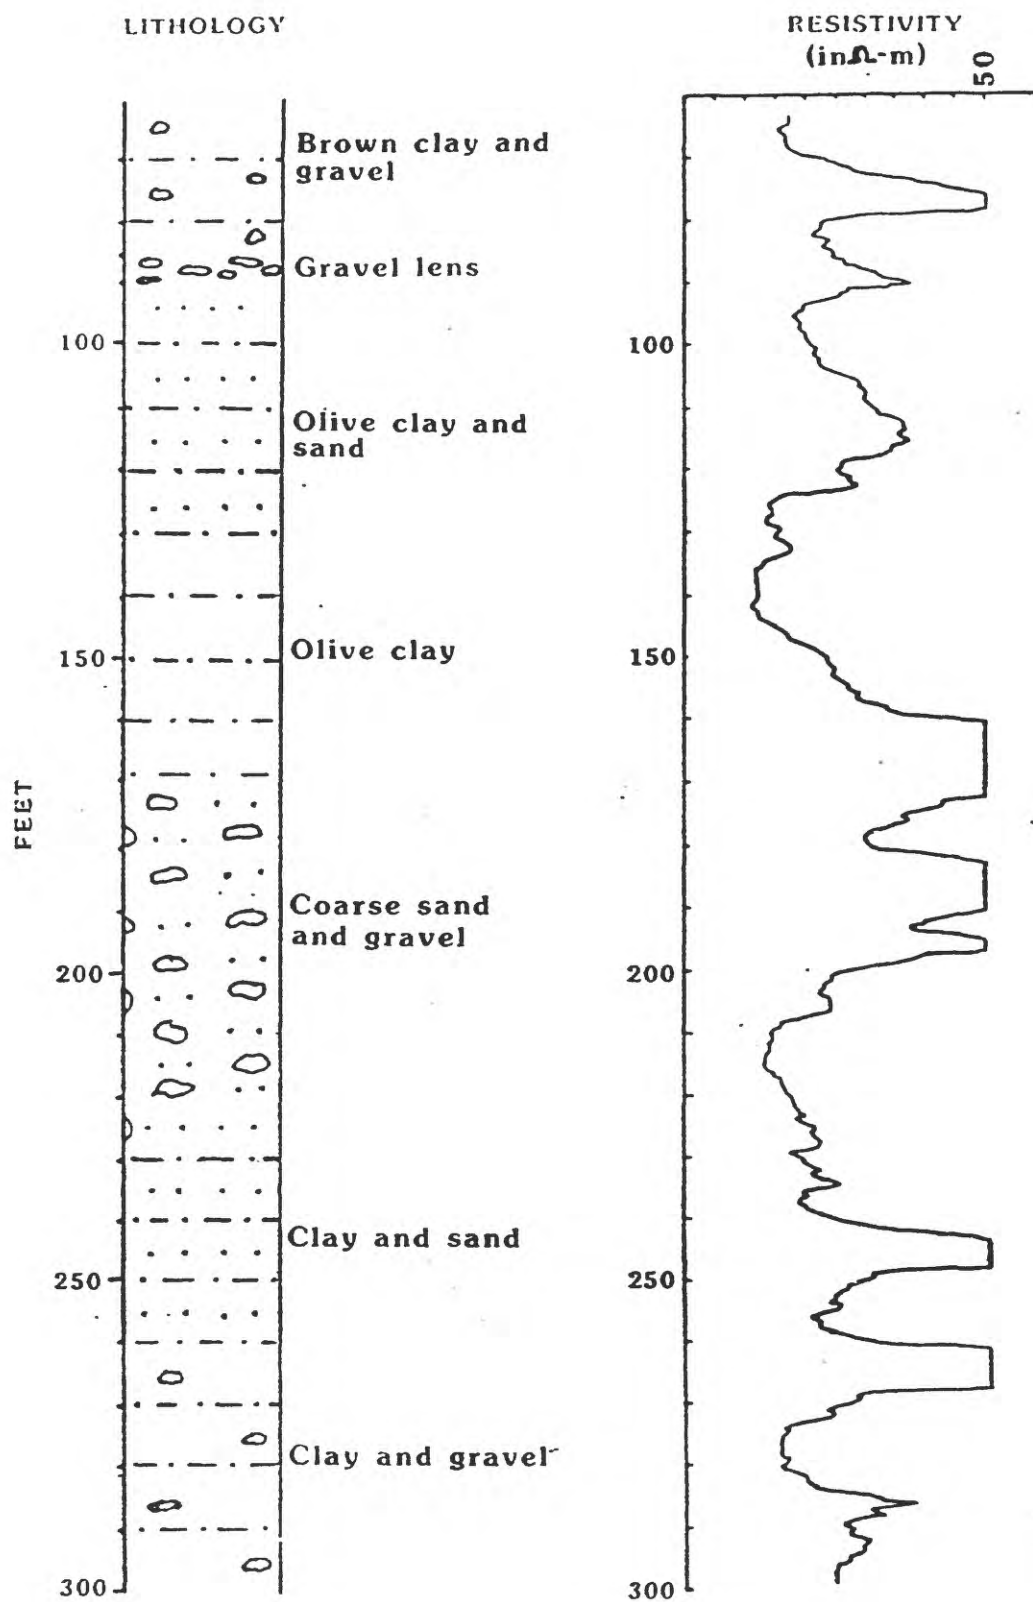 LITHOLOGY
RESISTIVITY
(in Ω-m)
50
Brown clay and
gravel
Gravel lens
100
100
Olive clay and
sand
Olive clay
150
150
FEET
Coarse sand
and gravel
200
200
Clay and sand
250
250
Clay and gravel
300
300